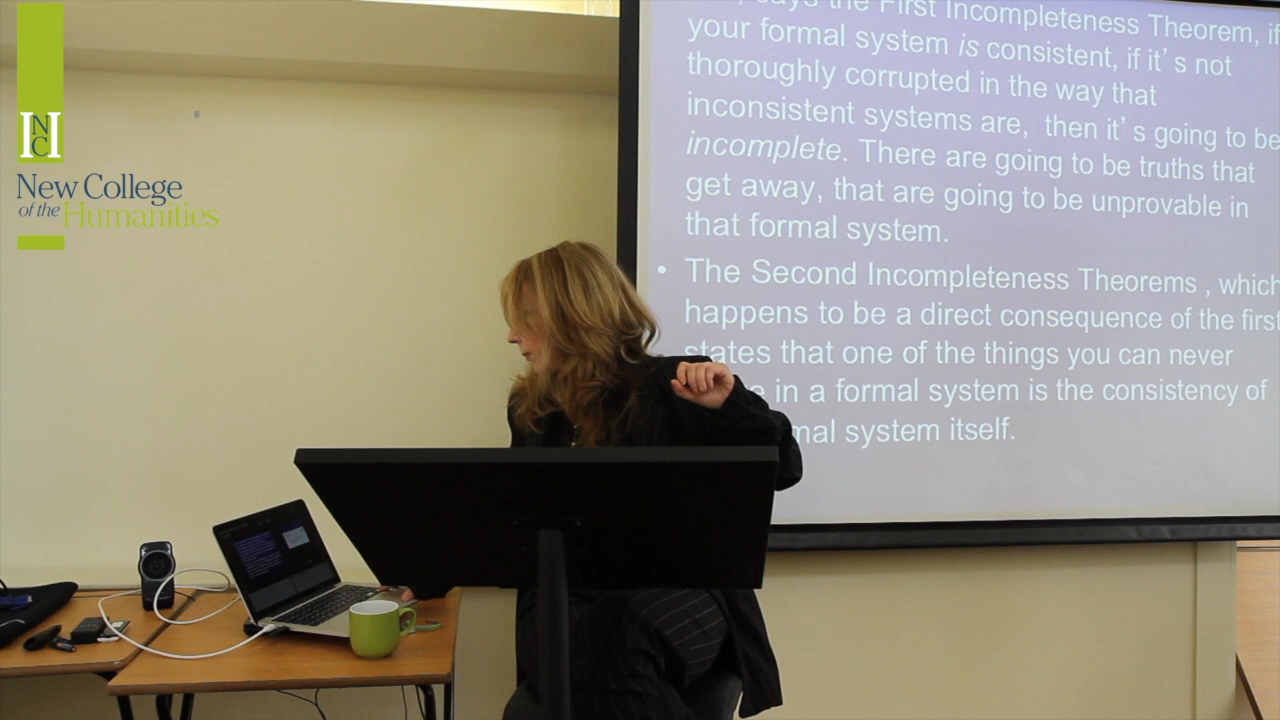 NCH
New College
of the Humanities
says the First Incompleteness Theorem, if
your formal system is consistent, if it's not
thoroughly corrupted in the way that
inconsistent systems are, then it's going to be
incomplete. There are going to be truths that
get away, that are going to be unprovable in
that formal system.
• The Second Incompleteness Theorems , which
happens to be a direct consequence of the first
states that one of the things you can never
in a formal system is the consistency of
system itself.